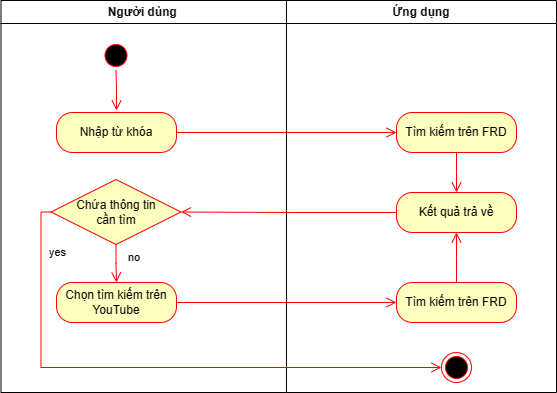 Người dùng
Ứng dụng
Nhập từ khóa
Tìm kiếm trên FRD
Chứa thông tin
cần tìm
Kết quả trả về
yes
no
Chọn tìm kiếm trên
YouTube
Tìm kiếm trên FRD